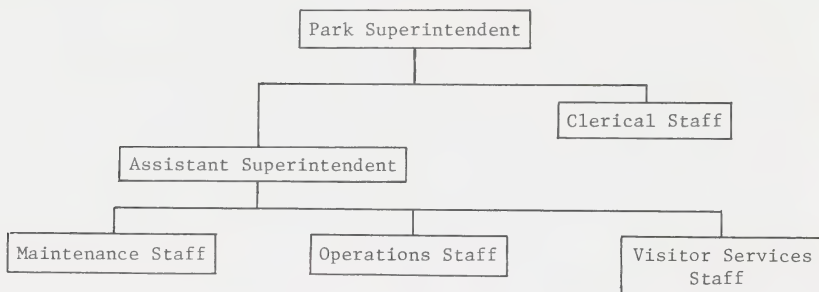 Park Superintendent
Clerical Staff
Assistant Superintendent
Maintenance Staff
Operations Staff
Visitor Services
Staff